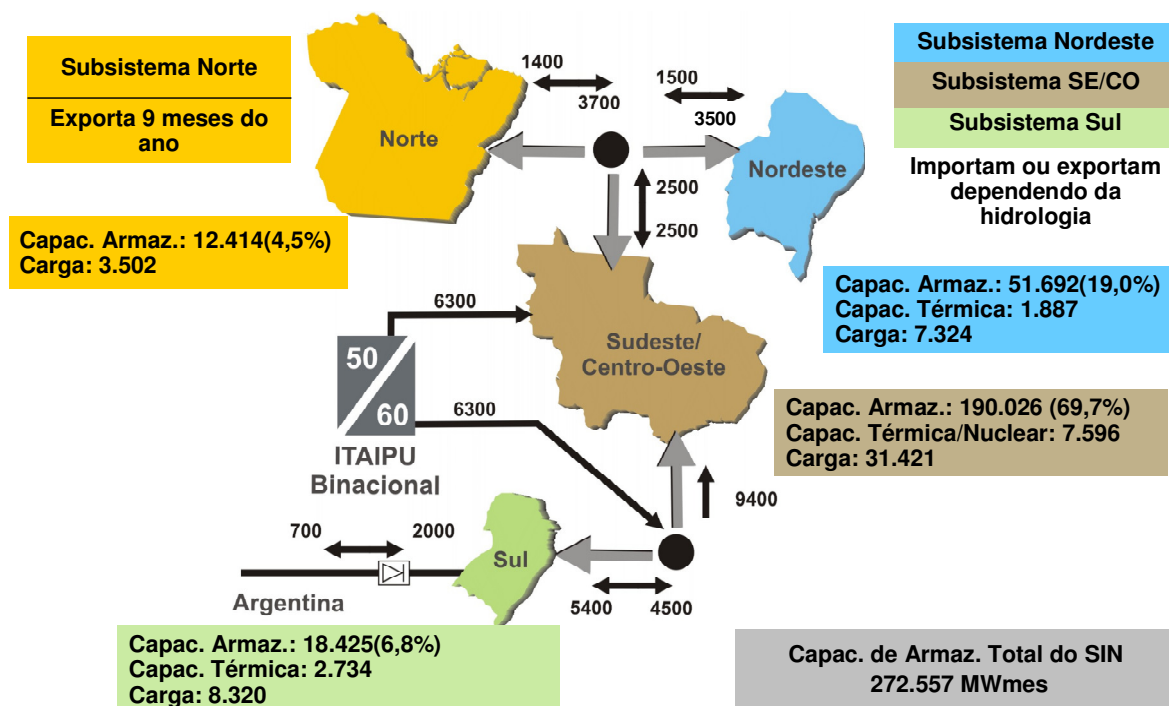 Subsistema Norte
Exporta 9 meses do
ano
1400
3700
1500
3500
Subsistema Nordeste
Subsistema SE/CO
Subsistema Sul
Importam ou exportam
dependendo da
hidrologia
Norte
Nordeste
2500
2500
Capac. Armaz.: 12.414(4,5%)
Carga: 3.502
Capac. Armaz.: 51.692(19,0%)
Capac. Térmica: 1.887
Carga: 7.324
6300
50
60
6300
ITAIPU
Binacional
Sudeste/
Centro-Oeste
Capac. Armaz.: 190.026 (69,7%)
Capac. Térmica/Nuclear: 7.596
Carga: 31.421
9400
700
2000
Sul
Argentina
5400
4500
Capac. Armaz.: 18.425(6,8%)
Capac. Térmica: 2.734
Carga: 8.320
Capac. de Armaz. Total do SIN
272.557 MWmes